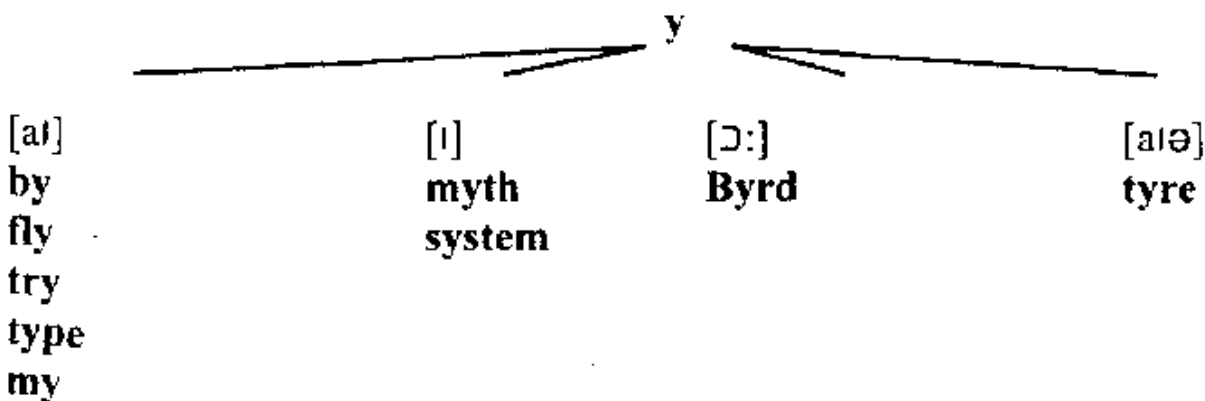 y
[aɪ] [ɪ] [ɔ:] [aɪə]
by myth Byrd tyre
fly system
try
type
my